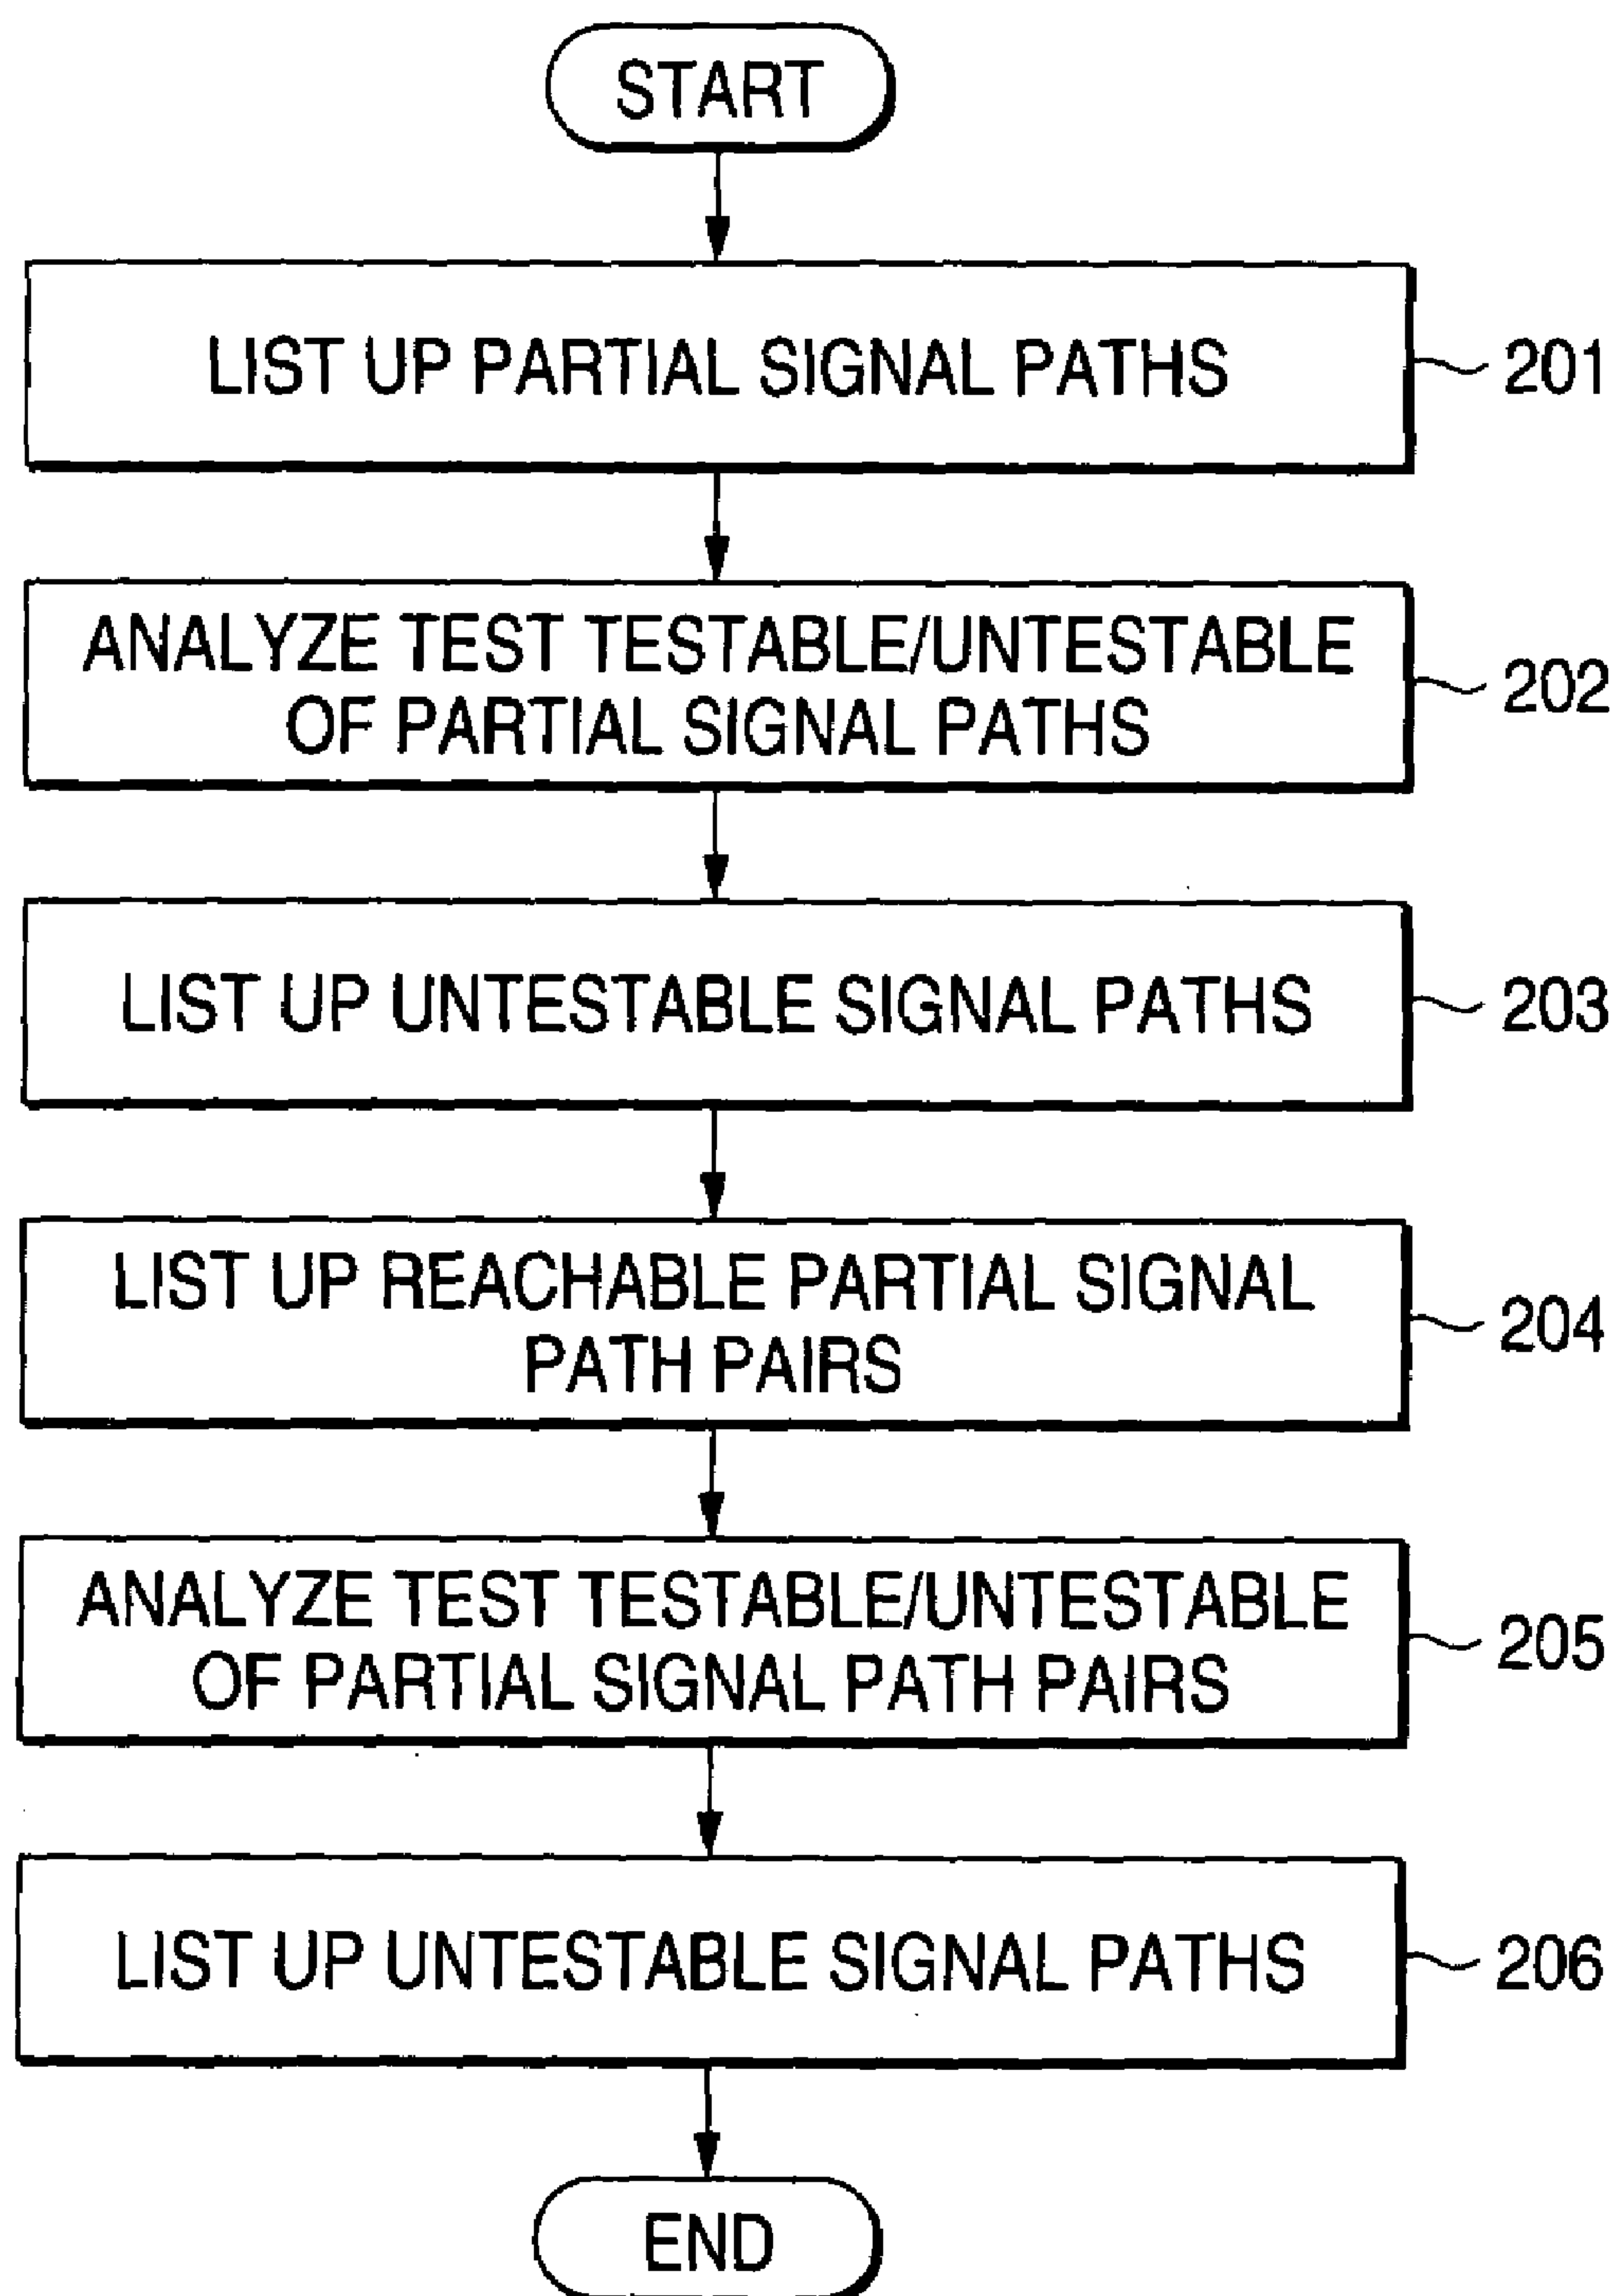 START
LIST UP PARTIAL SIGNAL PATHS
201
ANALYZE TEST TESTABLE/UNTESTABLE
OF PARTIAL SIGNAL PATHS
202
LIST UP UNTESTABLE SIGNAL PATHS
203
LIST UP REACHABLE PARTIAL SIGNAL
PATH PAIRS
204
ANALYZE TEST TESTABLE/UNTESTABLE
OF PARTIAL SIGNAL PATH PAIRS
205
LIST UP UNTESTABLE SIGNAL PATHS
206
END